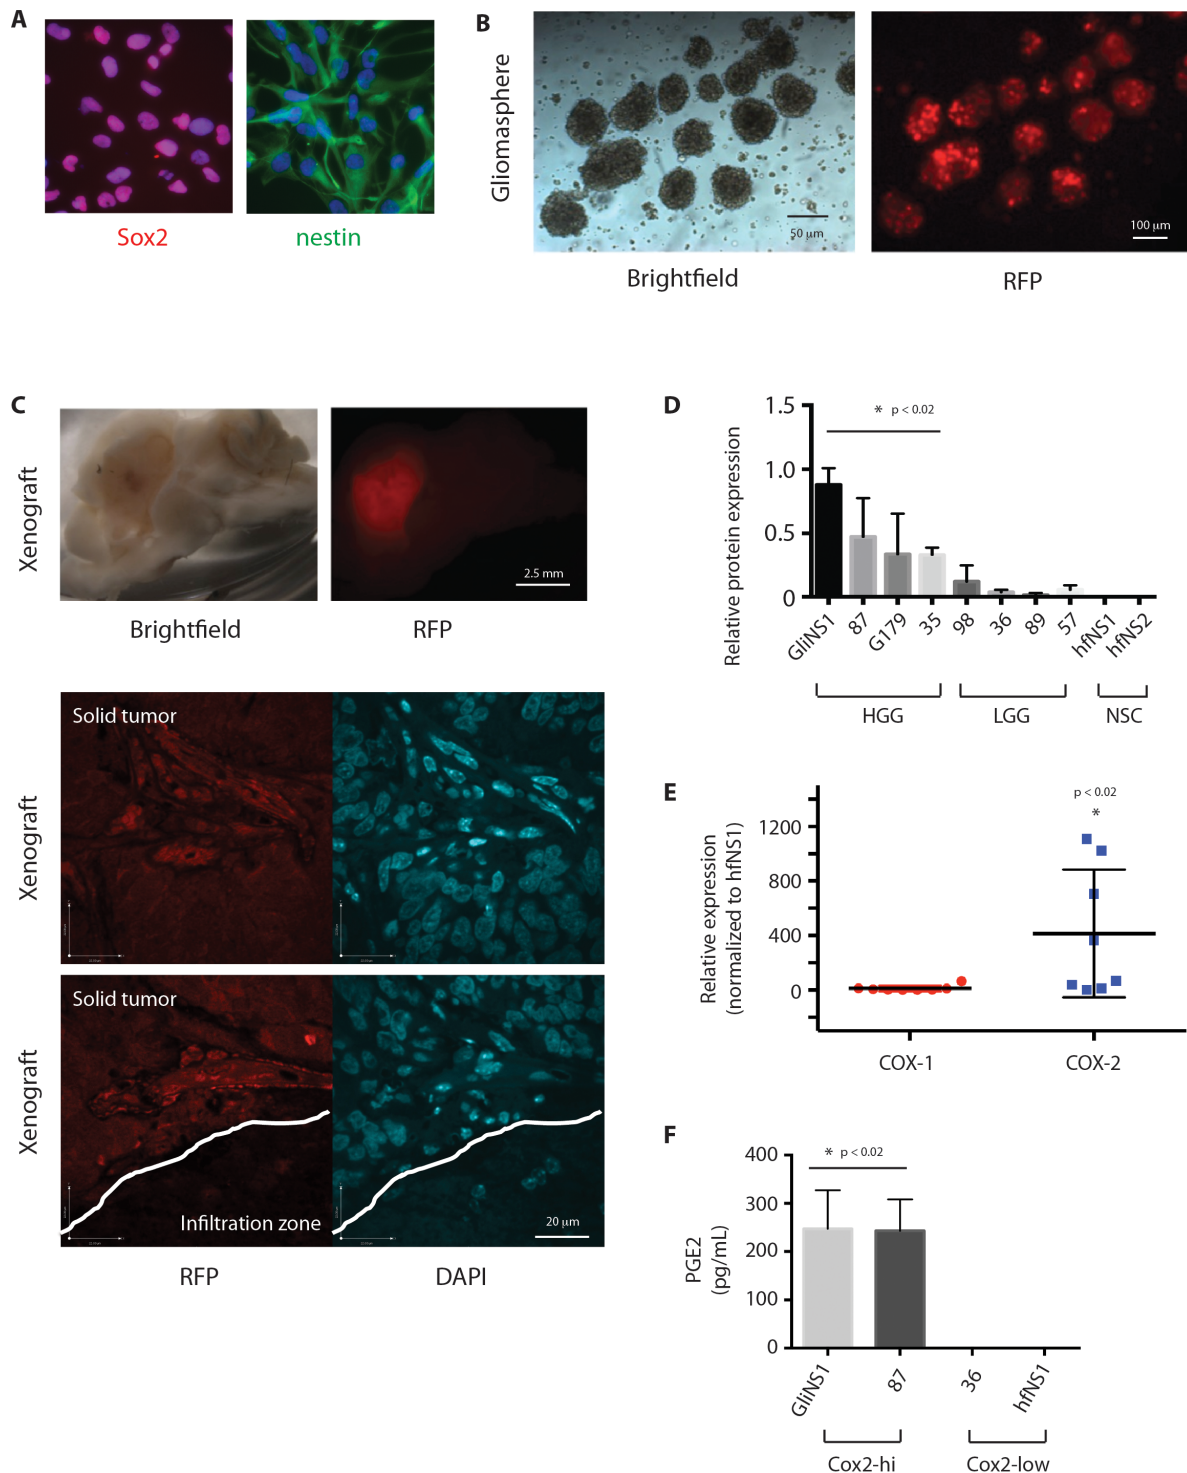 A
Sox2
nestin
B
Gliomasphere
50 μm
100 μm
Brightfield
RFP
C
Xenograft
2.5 mm
Brightfield
RFP
Xenograft
Solid tumor
Xenograft
Solid tumor
Infiltration zone
20 μm
RFP
DAPI
D
Relative protein expression
1.5
1.0
0.5
0
* p < 0.02
GliNS1
87
G179
35
98
36
89
57
hfNS1
hfNS2
HGG
LGG
NSC
E
Relative expression
(normalized to hfNS1)
1200
800
400
0
p < 0.02
*
COX-1
COX-2
F
PGE2
(pg/mL)
400
300
200
100
0
* p < 0.02
GliNS1
87
36
hfNS1
Cox2-hi
Cox2-low